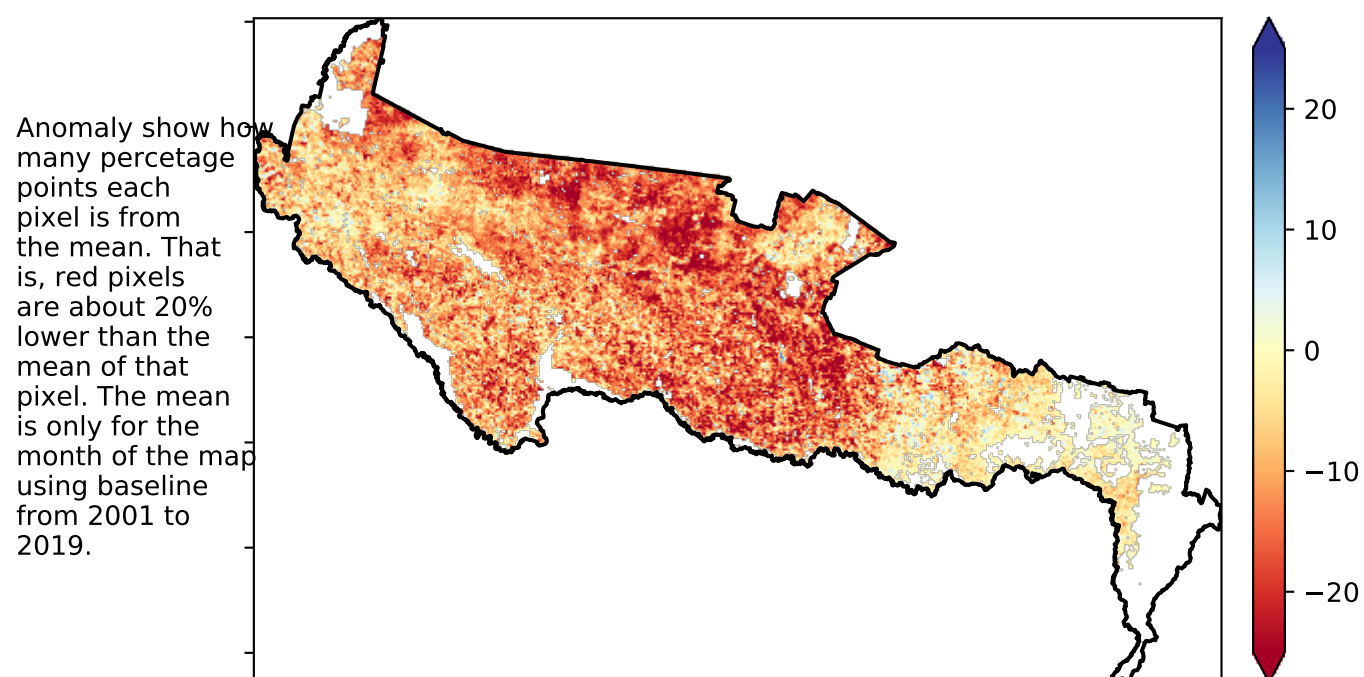 Anomaly show how
many percetage
points each
pixel is from
the mean. That
is, red pixels
are about 20%
lower than the
mean of that
pixel. The mean
is only for the
month of the map
using baseline
from 2001 to
2019.
20
10
0
−10
−20